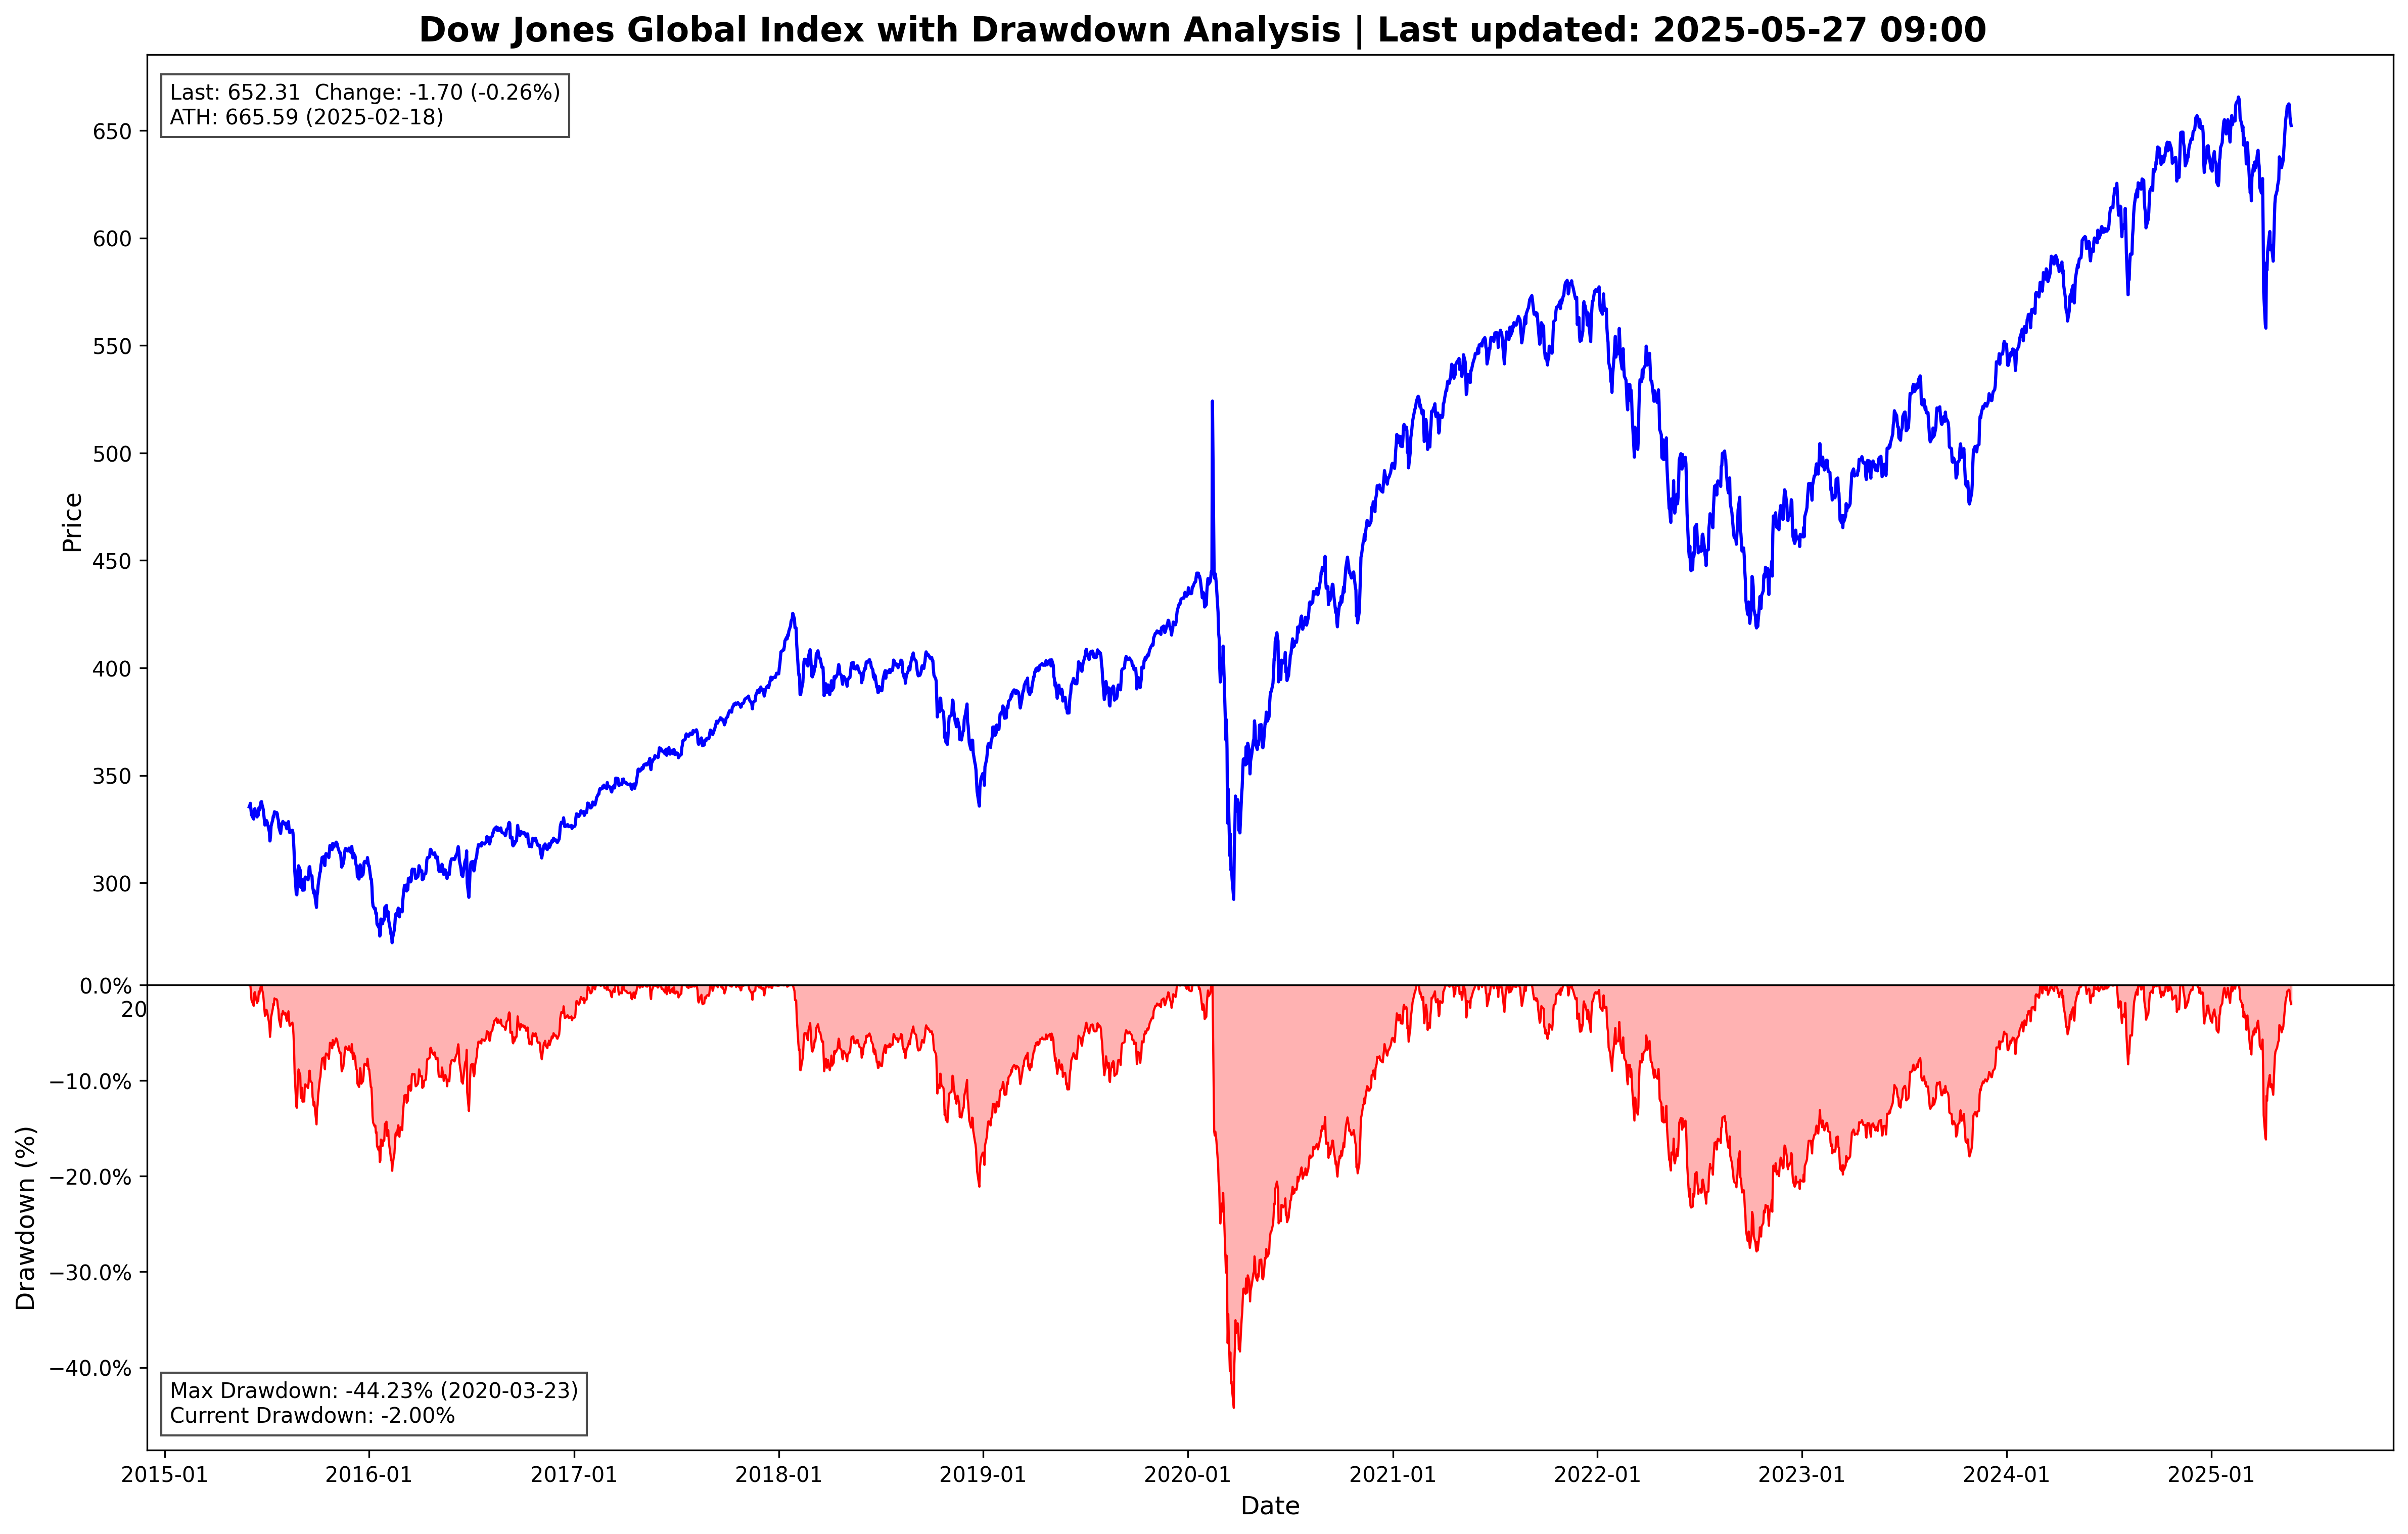 Dow Jones Global Index with Drawdown Analysis | Last updated: 2025-05-27 09:00
Last: 652.31  Change: -1.70 (-0.26%)
ATH: 665.59 (2025-02-18)
650
600
550
500
450
400
350
300
Price
0.0%
20
−10.0%
−20.0%
−30.0%
−40.0%
Drawdown (%)
Max Drawdown: -44.23% (2020-03-23)
Current Drawdown: -2.00%
2015-01 2016-01 2017-01 2018-01 2019-01 2020-01 2021-01 2022-01 2023-01 2024-01 2025-01
Date